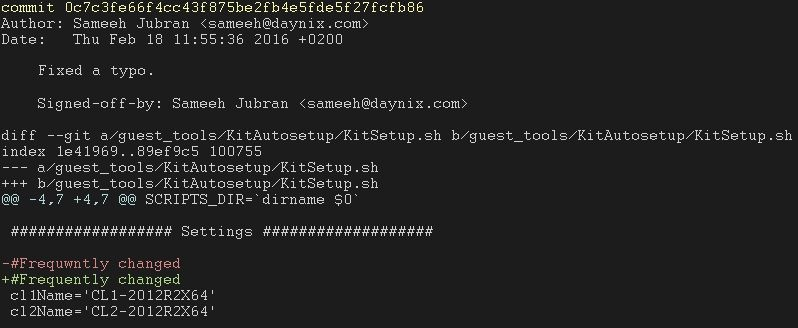 commit 0c7c3fe66f4cc43f875be2fb4e5fde5f27fcfb86
Author: Sameeh Jubran <sameeh@daynix.com>
Date:   Thu Feb 18 11:55:36 2016 +0200

    Fixed a typo.

    Signed-off-by: Sameeh Jubran <sameeh@daynix.com>

diff --git a/guest_tools/KitAutosetup/KitSetup.sh b/guest_tools/KitAutosetup/KitSetup.sh
index 1e41969..89ef9c5 100755
--- a/guest_tools/KitAutosetup/KitSetup.sh
+++ b/guest_tools/KitAutosetup/KitSetup.sh
@@ -4,7 +4,7 @@ SCRIPTS_DIR=`dirname $0`

 ################## Settings ###################

-#Frequwntly changed
+#Frequently changed
 cl1Name='CL1-2012R2X64'
 cl2Name='CL2-2012R2X64'